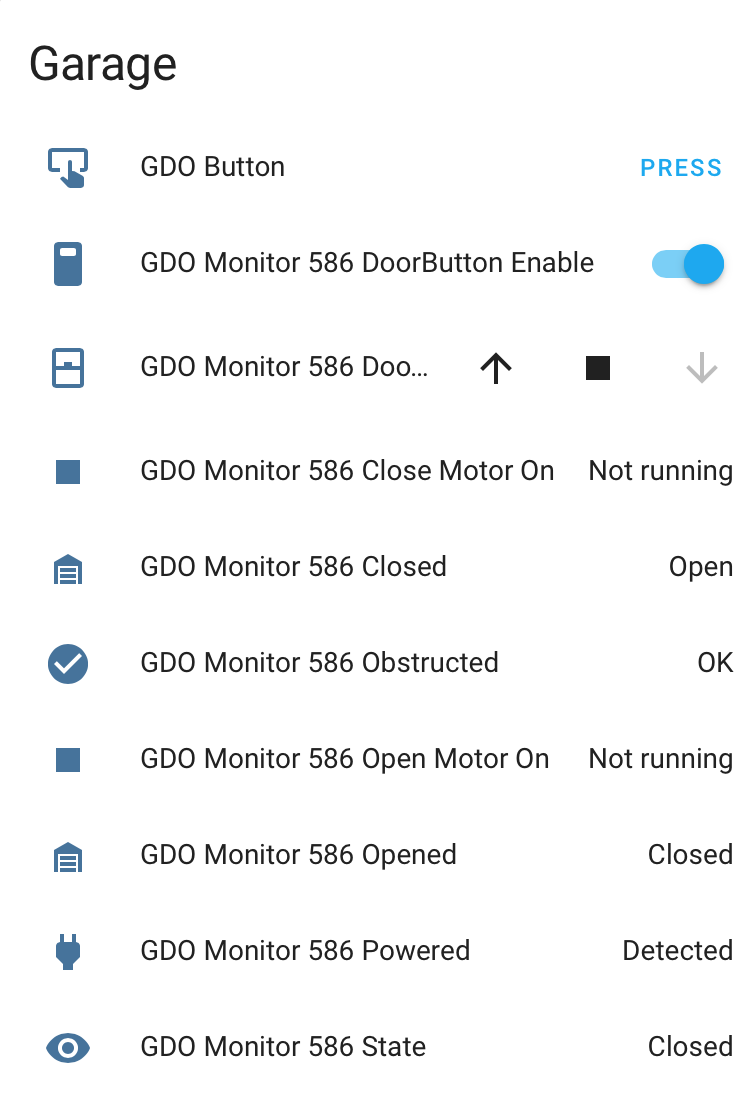 Garage
GDO Button PRESS
GDO Monitor 586 DoorButton Enable
GDO Monitor 586 Doo...
GDO Monitor 586 Close Motor On Not running
GDO Monitor 586 Closed Open
GDO Monitor 586 Obstructed OK
GDO Monitor 586 Open Motor On Not running
GDO Monitor 586 Opened Closed
GDO Monitor 586 Powered Detected
GDO Monitor 586 State Closed